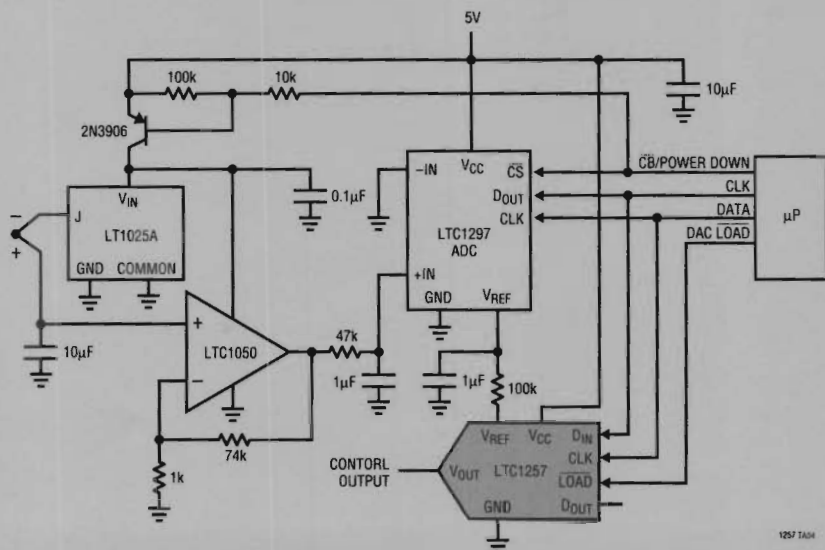 5V
100k
10k
10µF
2N3906
VIN
J
LT1025A
GND COMMON
0.1µF
–IN
VCC
CS
DOUT
CLK
LTC1297
ADC
+IN
GND
VREF
CB/POWER DOWN
CLK
DATA
DAC LOAD
µP
–
+
10µF
+
LTC1050
–
47k
1µF
1µF
100k
74k
1k
CONTORL
OUTPUT
VREF
VCC
DIN
CLK
VOUT
LTC1257
LOAD
GND
DOUT
1257 TA04